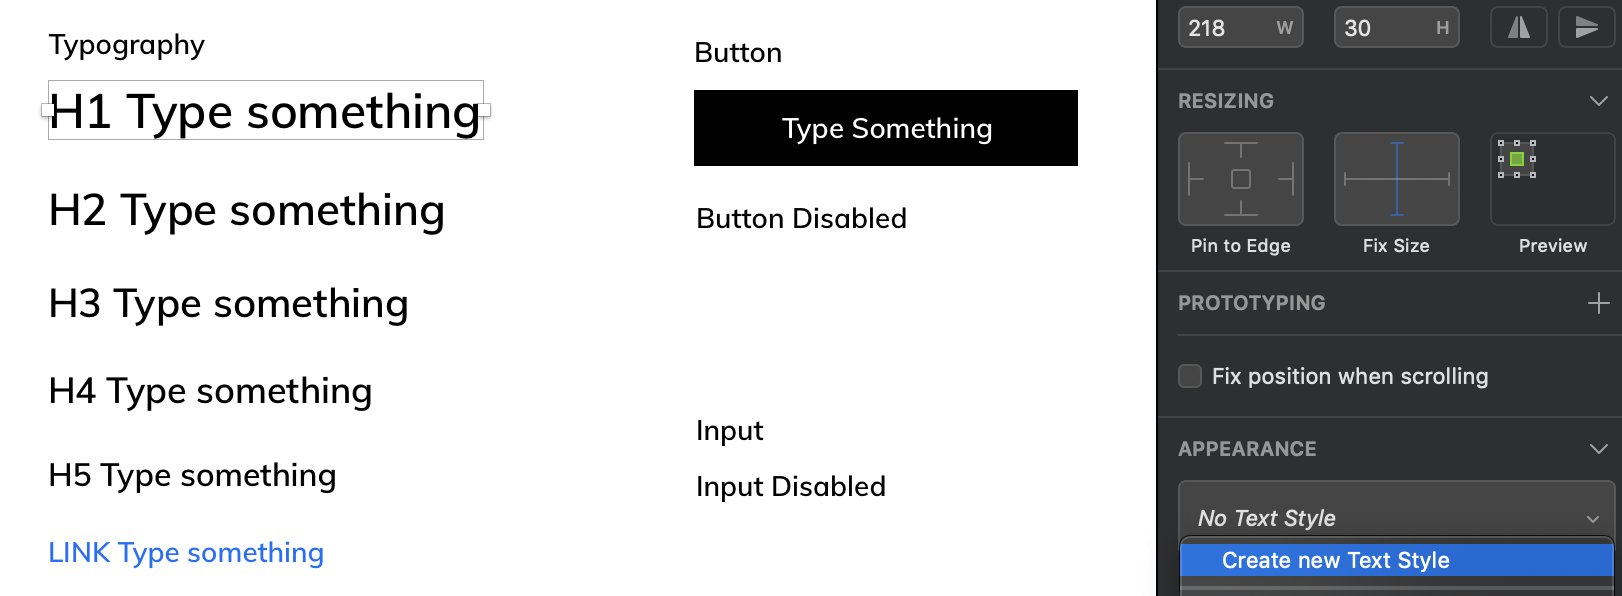 Typography
H1 Type something
H2 Type something
H3 Type something
H4 Type something
H5 Type something
LINK Type something
Button
Type Something
Button Disabled
Input
Input Disabled
218 W 30 H
RESIZING
Pin to Edge Fix Size Preview
PROTOTYPING
Fix position when scrolling
APPEARANCE
No Text Style
Create new Text Style